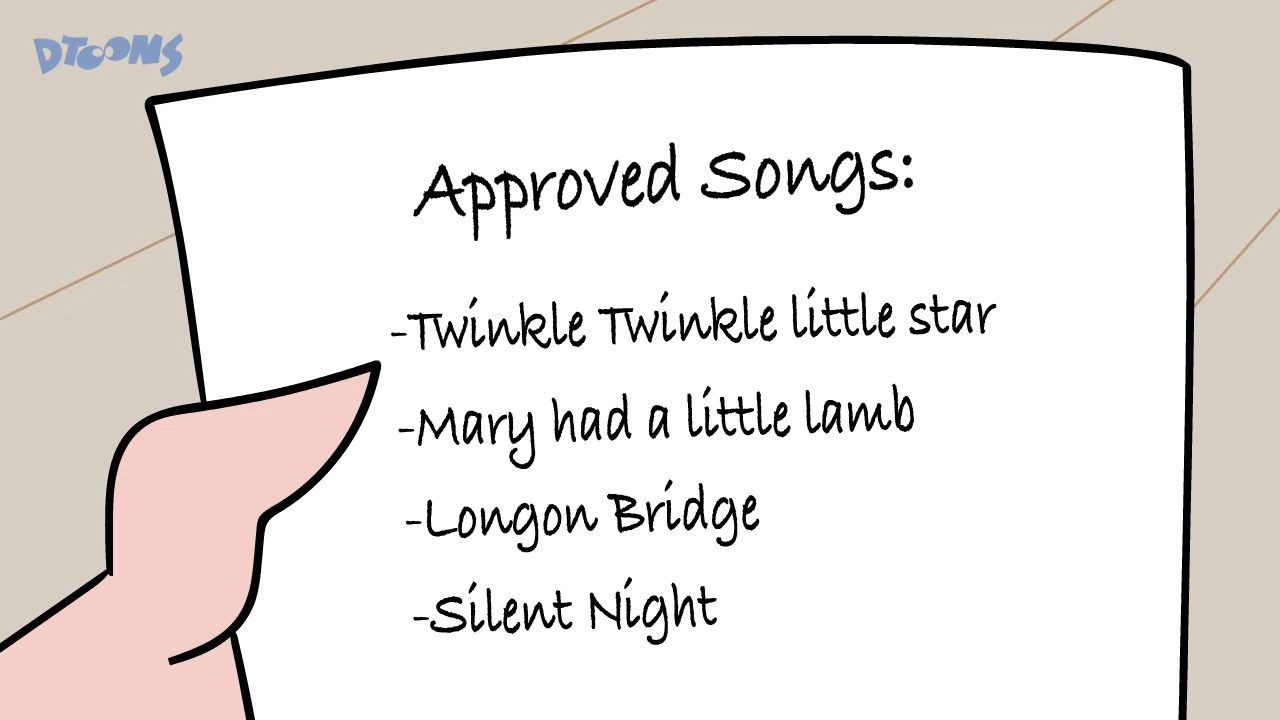 DTOONS
Approved Songs:
-Twinkle Twinkle little star
-Mary had a little lamb
-Longon Bridge
-Silent Night